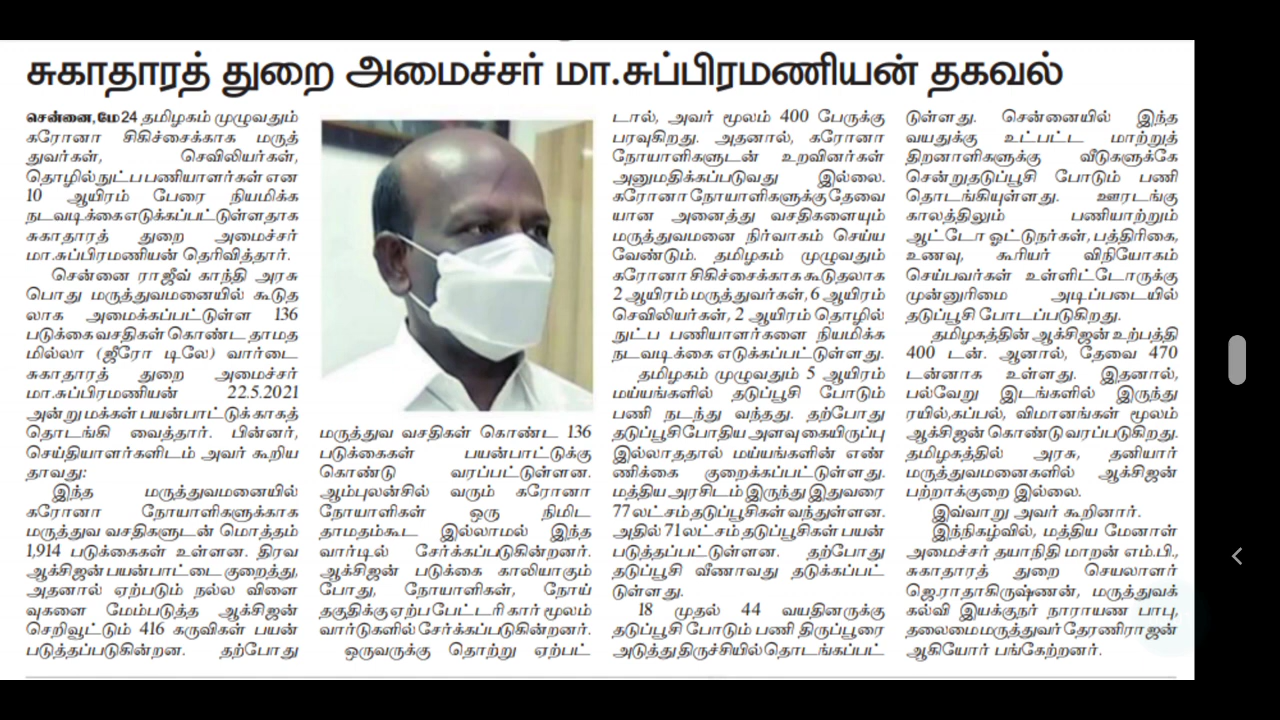 சுகாதாரத் துறை அமைச்சர் மா.சுப்பிரமணியன் தகவல்
சென்னை,மே 24 தமிழகம் முழுவதும்
கரோனா சிகிச்சைக்காக மருத்
துவர்கள், செவிலியர்கள்,
தொழில்நுட்ப பணியாளர்கள் என
10 ஆயிரம் பேரை நியமிக்க
நடவடிக்கை எடுக்கப்பட்டுள்ளதாக
சுகாதாரத் துறை அமைச்சர்
மா.சுப்பிரமணியன் தெரிவித்தார்.
சென்னை ராஜீவ் காந்தி அரசு
பொது மருத்துவமனையில் கூடுத
லாக அமைக்கப்பட்டுள்ள 136
படுக்கை வசதிகள் கொண்ட தாமத
மில்லா (ஜீரோ டிலே) வார்டை
சுகாதாரத் துறை அமைச்சர்
மா.சுப்பிரமணியன் 22.5.2021
அன்று மக்கள் பயன்பாட்டுக்காகத்
தொடங்கி வைத்தார். பின்னர்,
செய்தியாளர்களிடம் அவர் கூறிய
தாவது:
இந்த மருத்துவமனையில்
கரோனா நோயாளிகளுக்காக
மருத்துவ வசதிகளுடன் மொத்தம்
1,914 படுக்கைகள் உள்ளன. திரவ
ஆக்சிஜன் பயன்பாட்டை குறைத்து,
அதனால் ஏற்படும் நல்ல விளை
வுகளை மேம்படுத்த ஆக்சிஜன்
செறிவூட்டும் 416 கருவிகள் பயன்
படுத்தப்படுகின்றன. தற்போது
மருத்துவ வசதிகள் கொண்ட 136
படுக்கைகள் பயன்பாட்டுக்கு
கொண்டு வரப்பட்டுள்ளன.
ஆம்புலன்சில் வரும் கரோனா
நோயாளிகள் ஒரு நிமிட
தாமதம்கூட இல்லாமல் இந்த
வார்டில் சேர்க்கப்படுகின்றனர்.
ஆக்சிஜன் படுக்கை காலியாகும்
போது, நோயாளிகள், நோய்
தகுதிக்கு ஏற்ப பேட்டரி கார் மூலம்
வார்டுகளில் சேர்க்கப்படுகின்றனர்.
ஒருவருக்கு தொற்று ஏற்பட்
டால், அவர் மூலம் 400 பேருக்கு
பரவுகிறது. அதனால், கரோனா
நோயாளிகளுடன் உறவினர்கள்
அனுமதிக்கப்படுவது இல்லை.
கரோனா நோயாளிகளுக்கு தேவை
யான அனைத்து வசதிகளையும்
மருத்துவமனை நிர்வாகம் செய்ய
வேண்டும். தமிழகம் முழுவதும்
கரோனா சிகிச்சைக்காக கூடுதலாக
2 ஆயிரம் மருத்துவர்கள், 6 ஆயிரம்
செவிலியர்கள், 2 ஆயிரம் தொழில்
நுட்ப பணியாளர்களை நியமிக்க
நடவடிக்கை எடுக்கப்பட்டுள்ளது.
தமிழகம் முழுவதும் 5 ஆயிரம்
மய்யங்களில் தடுப்பூசி போடும்
பணி நடந்து வந்தது. தற்போது
தடுப்பூசி போதிய அளவு கையிருப்பு
இல்லாததால் மய்யங்களின் எண்
ணிக்கை குறைக்கப்பட்டுள்ளது.
மத்திய அரசிடம் இருந்து இதுவரை
77 லட்சம் தடுப்பூசிகள் வந்துள்ளன.
அதில் 71 லட்சம் தடுப்பூசிகள் பயன்
படுத்தப்பட்டுள்ளன. தற்போது
தடுப்பூசி வீணாவது தடுக்கப்பட்
டுள்ளது.
18 முதல் 44 வயதினருக்கு
தடுப்பூசி போடும் பணி திருப்பூரை
அடுத்து திருச்சியில் தொடங்கப்பட்
டுள்ளது. சென்னையில் இந்த
வயதுக்கு உட்பட்ட மாற்றுத்
திறனாளிகளுக்கு வீடுகளுக்கே
சென்று தடுப்பூசி போடும் பணி
தொடங்கியுள்ளது. ஊரடங்கு
காலத்திலும் பணியாற்றும்
ஆட்டோ ஓட்டுநர்கள், பத்திரிகை,
உணவு, கூரியர் விநியோகம்
செய்பவர்கள் உள்ளிட்டோருக்கு
முன்னுரிமை அடிப்படையில்
தடுப்பூசி போடப்படுகிறது.
தமிழகத்தின் ஆக்சிஜன் உற்பத்தி
400 டன். ஆனால், தேவை 470
டன்னாக உள்ளது. இதனால்,
பல்வேறு இடங்களில் இருந்து
ரயில்,கப்பல், விமானங்கள் மூலம்
ஆக்சிஜன் கொண்டு வரப்படுகிறது.
தமிழகத்தில் அரசு, தனியார்
மருத்துவமனைகளில் ஆக்சிஜன்
பற்றாக்குறை இல்லை.
இவ்வாறு அவர் கூறினார்.
இந்நிகழ்வில், மத்திய மேனாள்
அமைச்சர் தயாநிதி மாறன் எம்.பி.,
சுகாதாரத் துறை செயலாளர்
ஜெ.ராதாகிருஷ்ணன், மருத்துவக்
கல்வி இயக்குநர் நாராயண பாபு,
தலைமை மருத்துவர் தேரணிராஜன்
ஆகியோர் பங்கேற்றனர்.